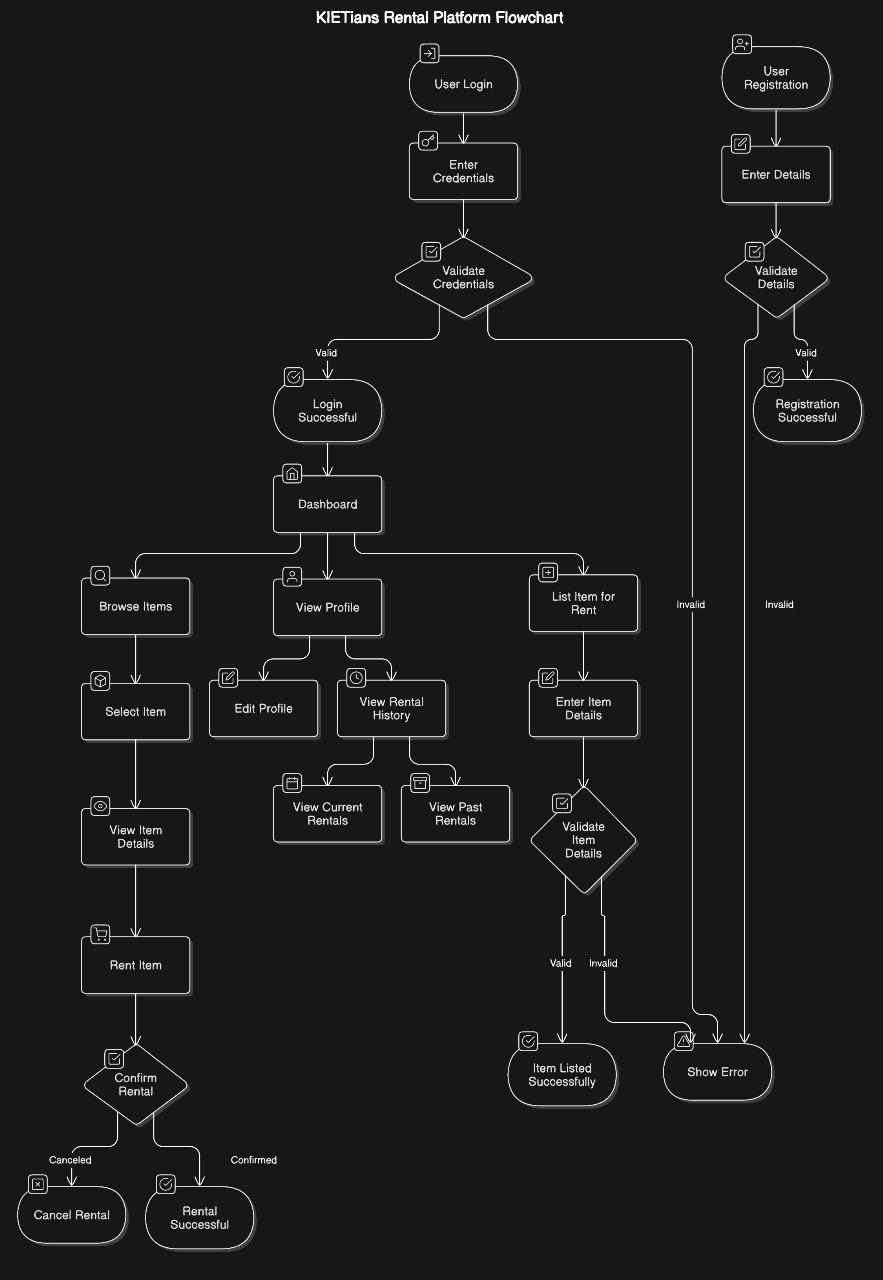 KIETians Rental Platform Flowchart
User Login
User
Registration
Enter
Credentials
Enter Details
Validate
Credentials
Validate
Details
Valid
Valid
Login
Successful
Registration
Successful
Dashboard
Browse Items
View Profile
List Item for
Rent
Invalid
Invalid
Select Item
Edit Profile
View Rental
History
Enter Item
Details
View Item
Details
View Current
Rentals
View Past
Rentals
Validate
Item
Details
Rent Item
Valid
Invalid
Confirm
Rental
Item Listed
Successfully
Show Error
Canceled
Confirmed
Cancel Rental
Rental
Successful